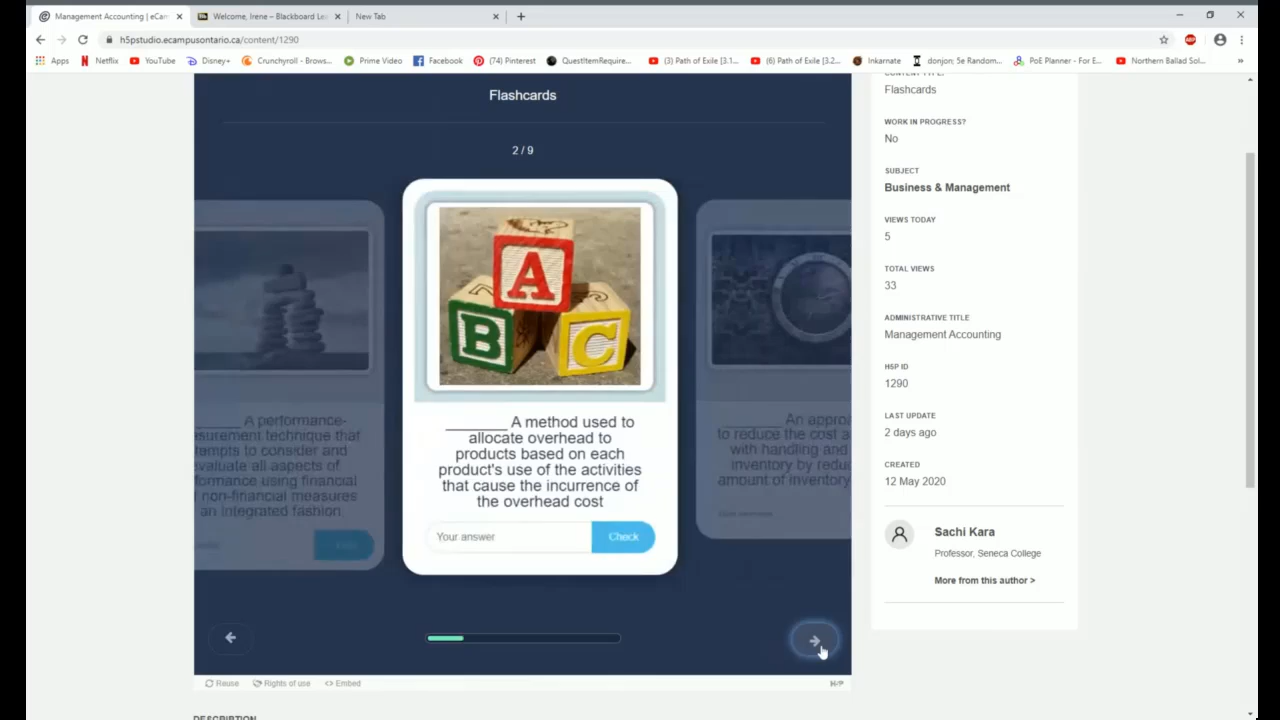 Management Accounting | eCam
Welcome, Irene – Blackboard Lea
New Tab
h5pstudio.ecampusontario.ca/content/1290
Apps
Netflix
YouTube
Disney+
Crunchyroll - Brows...
Prime Video
Facebook
(74) Pinterest
QuestItemRequire...
(3) Path of Exile [3.1...
(6) Path of Exile [3.2...
Inkarnate
donjon; 5e Random...
PoE Planner - For E...
Northern Ballad Sol...
»
Flashcards
2 / 9
A B C
A performance-
surement technique that
tempts to consider and
evaluate all aspects of
formance using financial
non-financial measures
an integrated fashion
_______ A method used to
allocate overhead to
products based on each
product's use of the activities
that cause the incurrence of
the overhead cost
Your answer
Check
_______ An appro
to reduce the cost a
with handling and
inventory by redu
amount of inventory
Reuse
Rights of use
<> Embed
H5P
DESCRIPTION
CONTENT TYPE:
Flashcards
WORK IN PROGRESS?
No
SUBJECT
Business & Management
VIEWS TODAY
5
TOTAL VIEWS
33
ADMINISTRATIVE TITLE
Management Accounting
H5P ID
1290
LAST UPDATE
2 days ago
CREATED
12 May 2020
Sachi Kara
Professor, Seneca College
More from this author >